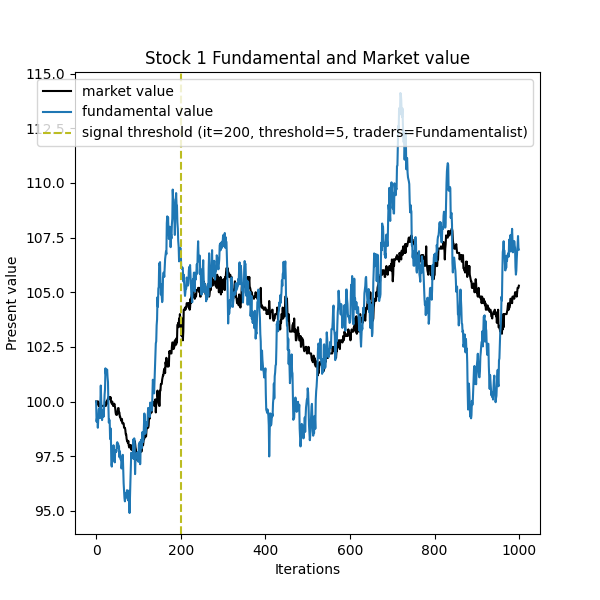 Stock 1 Fundamental and Market value
market value
fundamental value
signal threshold (it=200, threshold=5, traders=Fundamentalist)
115.0
112.5
110.0
107.5
105.0
102.5
100.0
97.5
95.0
Present value
0 200 400 600 800 1000
Iterations